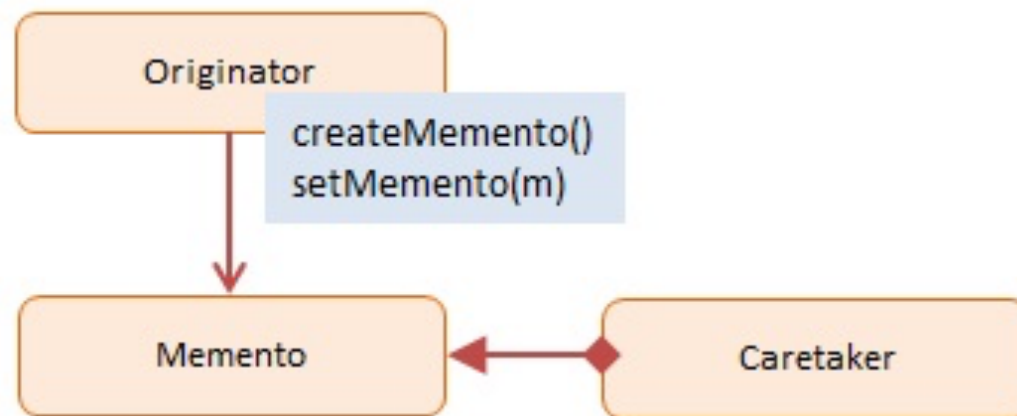 Originator
createMemento()
setMemento(m)
Memento
Caretaker